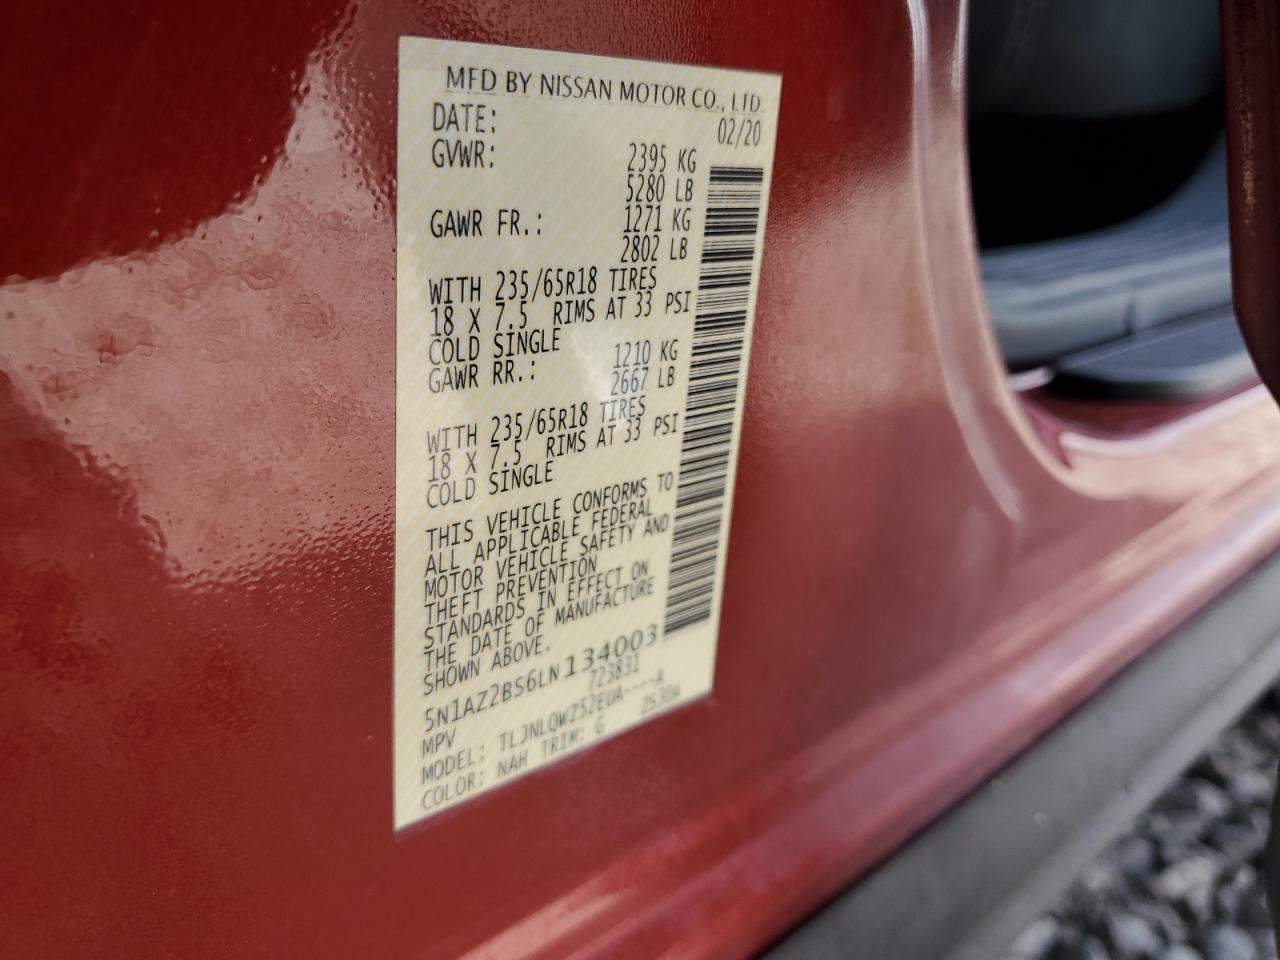 MFD BY NISSAN MOTOR CO., LTD.
DATE: 02/20
GVWR: 2395 KG
5280 LB
GAWR FR.: 1271 KG
2802 LB
WITH 235/65R18 TIRES
18 X 7.5 RIMS AT 33 PSI
COLD SINGLE
GAWR RR.: 1210 KG
2667 LB
WITH 235/65R18 TIRES
18 X 7.5 RIMS AT 33 PSI
COLD SINGLE
THIS VEHICLE CONFORMS TO
ALL APPLICABLE FEDERAL
MOTOR VEHICLE SAFETY AND
THEFT PREVENTION
STANDARDS IN EFFECT ON
THE DATE OF MANUFACTURE
SHOWN ABOVE.
5N1AZ2BS6LN134003
MPV 723831
MODEL: TLJNLQWZ52EUA----A
COLOR: NAH TRIM: G